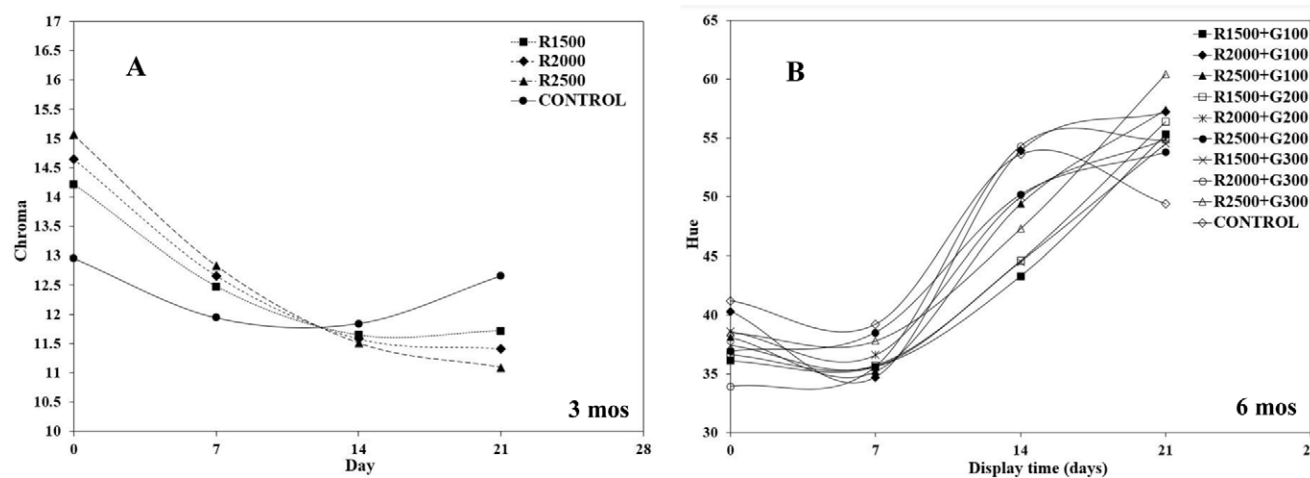 17
16.5
16
15.5
15
14.5
14
13.5
13
12.5
12
11.5
11
10.5
10
Chroma
A
R1500
R2000
R2500
CONTROL
3 mos
0 7 14 21 28
Day
65
60
55
50
45
40
35
30
Hue
B
R1500+G100
R2000+G100
R2500+G100
R1500+G200
R2000+G200
R2500+G200
R1500+G300
R2000+G300
R2500+G300
CONTROL
6 mos
0 7 14 21 2
Display time (days)